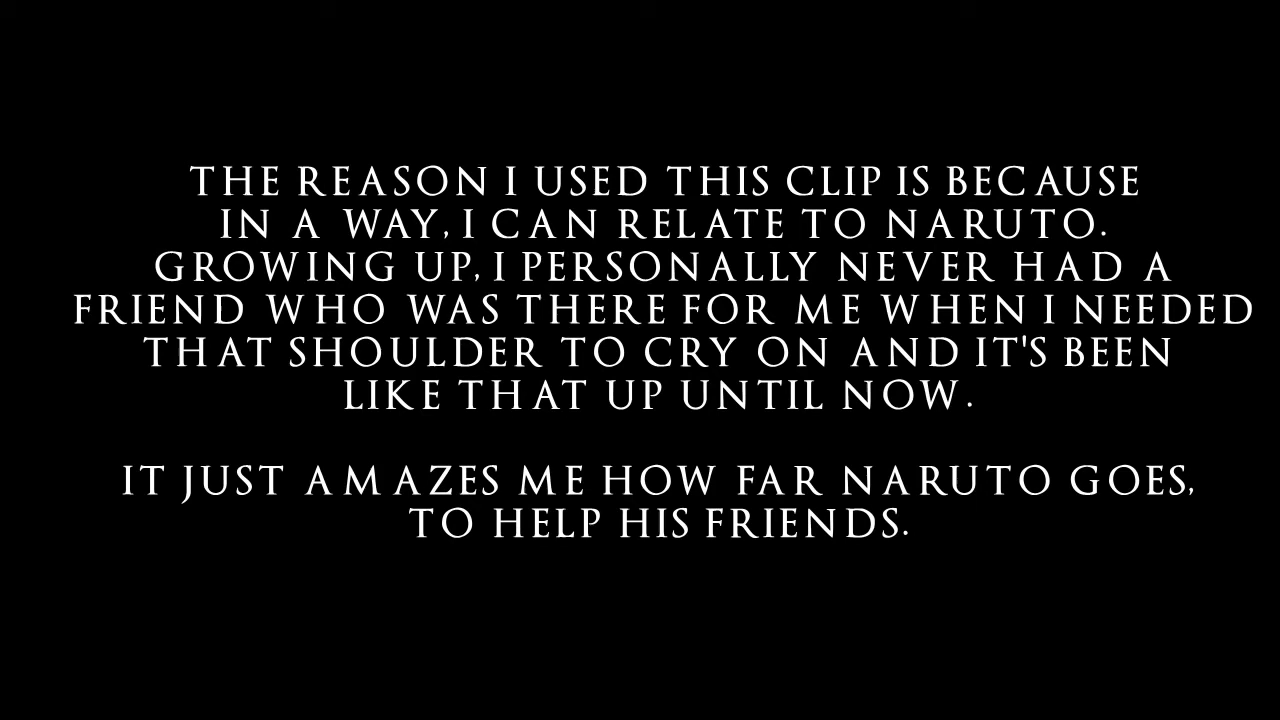 THE REASON I USED THIS CLIP IS BECAUSE
IN A WAY, I CAN RELATE TO NARUTO.
GROWING UP, I PERSONALLY NEVER HAD A
FRIEND WHO WAS THERE FOR ME WHEN I NEEDED
THAT SHOULDER TO CRY ON AND IT'S BEEN
LIKE THAT UP UNTIL NOW.
IT JUST AMAZES ME HOW FAR NARUTO GOES,
TO HELP HIS FRIENDS.